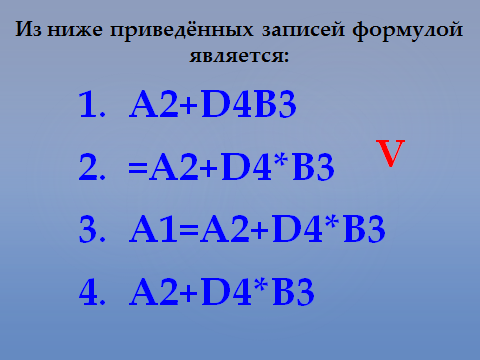 Из ниже приведённых записей формулой
является:
1. A2+D4B3
2. =A2+D4*B3 V
3. A1=A2+D4*B3
4. A2+D4*B3